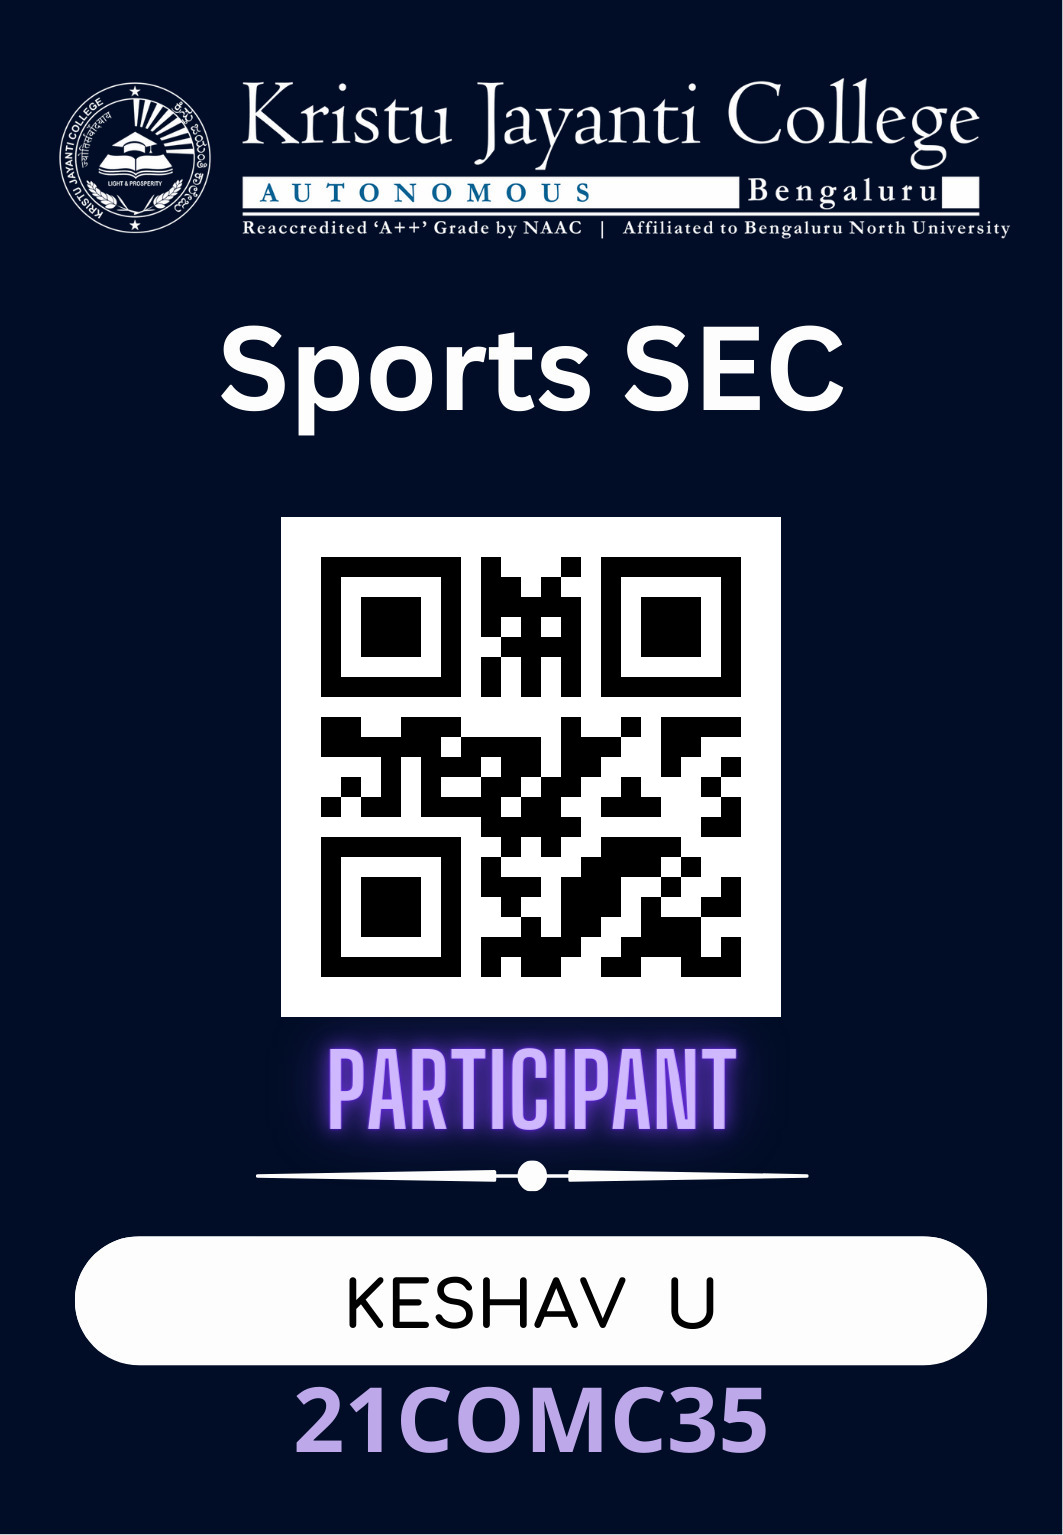 KRISTU JAYANTI COLLEGE
ज्योतिसंवाद्याय
LIGHT & PROSPERITY
Kristu Jayanti College
AUTONOMOUS Bengaluru
Reaccredited ‘A++’ Grade by NAAC | Affiliated to Bengaluru North University
Sports SEC
PARTICIPANT
KESHAV U
21COMC35